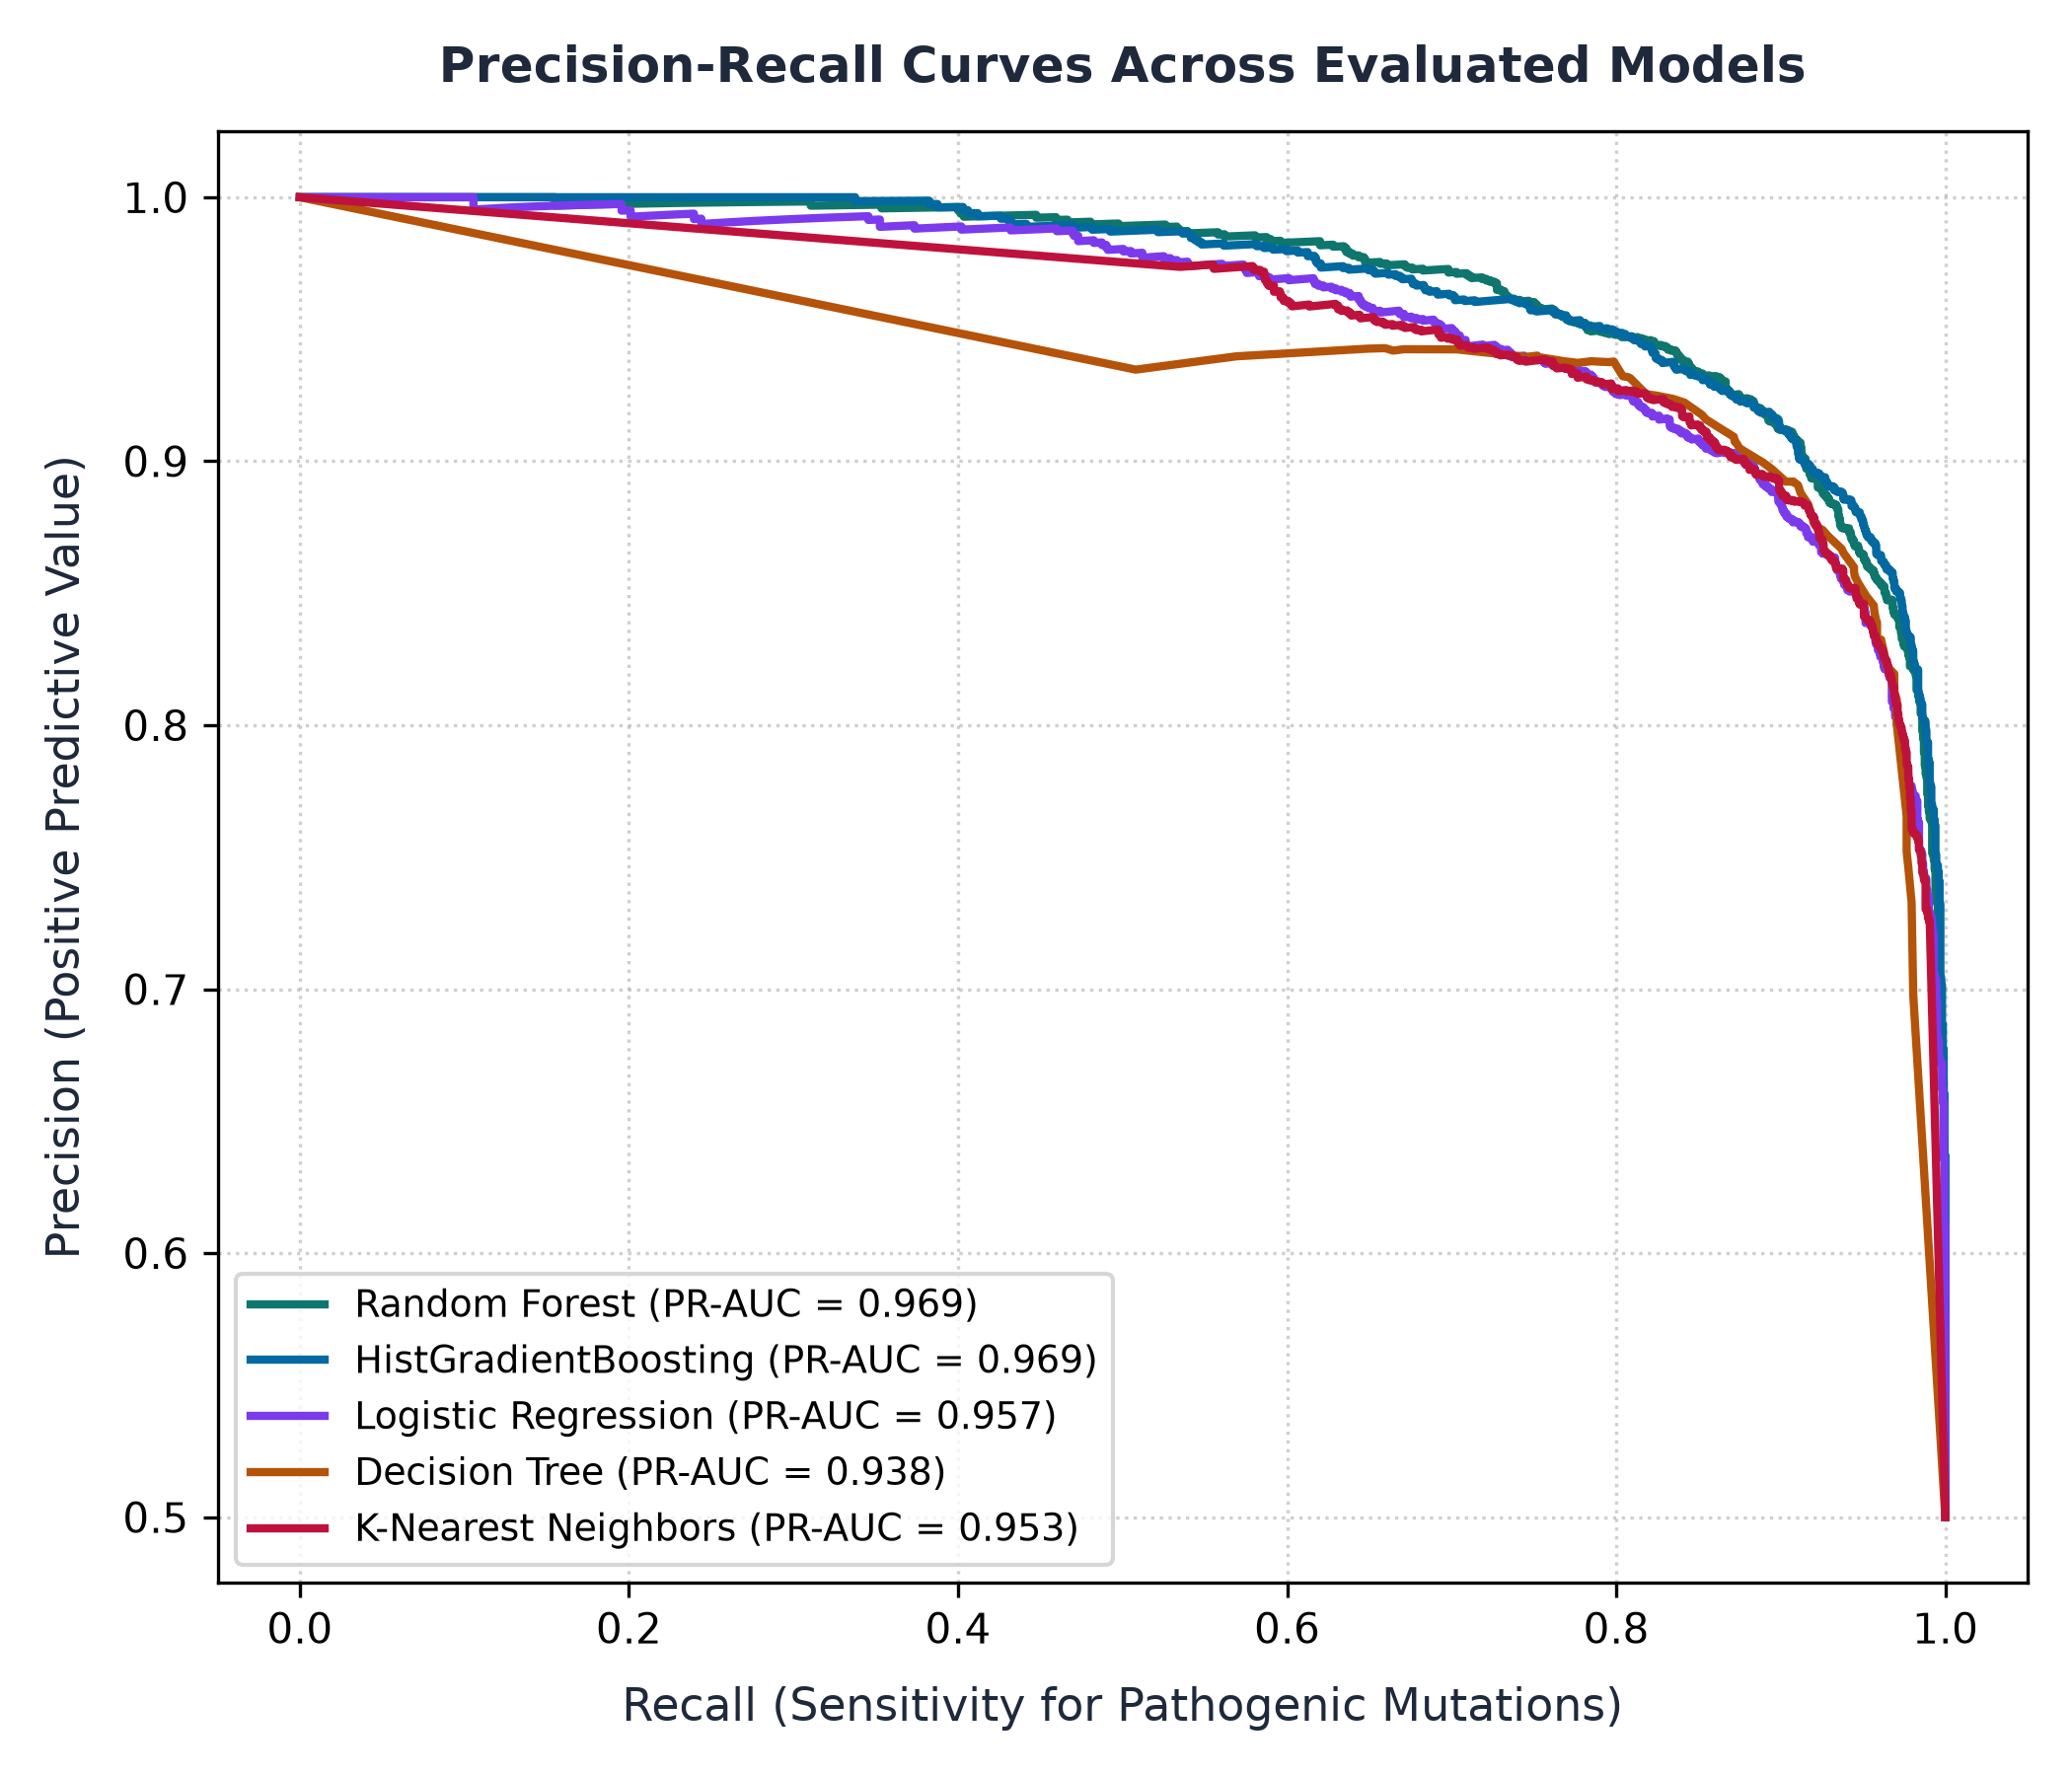 Precision-Recall Curves Across Evaluated Models
Precision (Positive Predictive Value)
1.0
0.9
0.8
0.7
0.6
0.5
Random Forest (PR-AUC = 0.969)
HistGradientBoosting (PR-AUC = 0.969)
Logistic Regression (PR-AUC = 0.957)
Decision Tree (PR-AUC = 0.938)
K-Nearest Neighbors (PR-AUC = 0.953)
0.0 0.2 0.4 0.6 0.8 1.0
Recall (Sensitivity for Pathogenic Mutations)